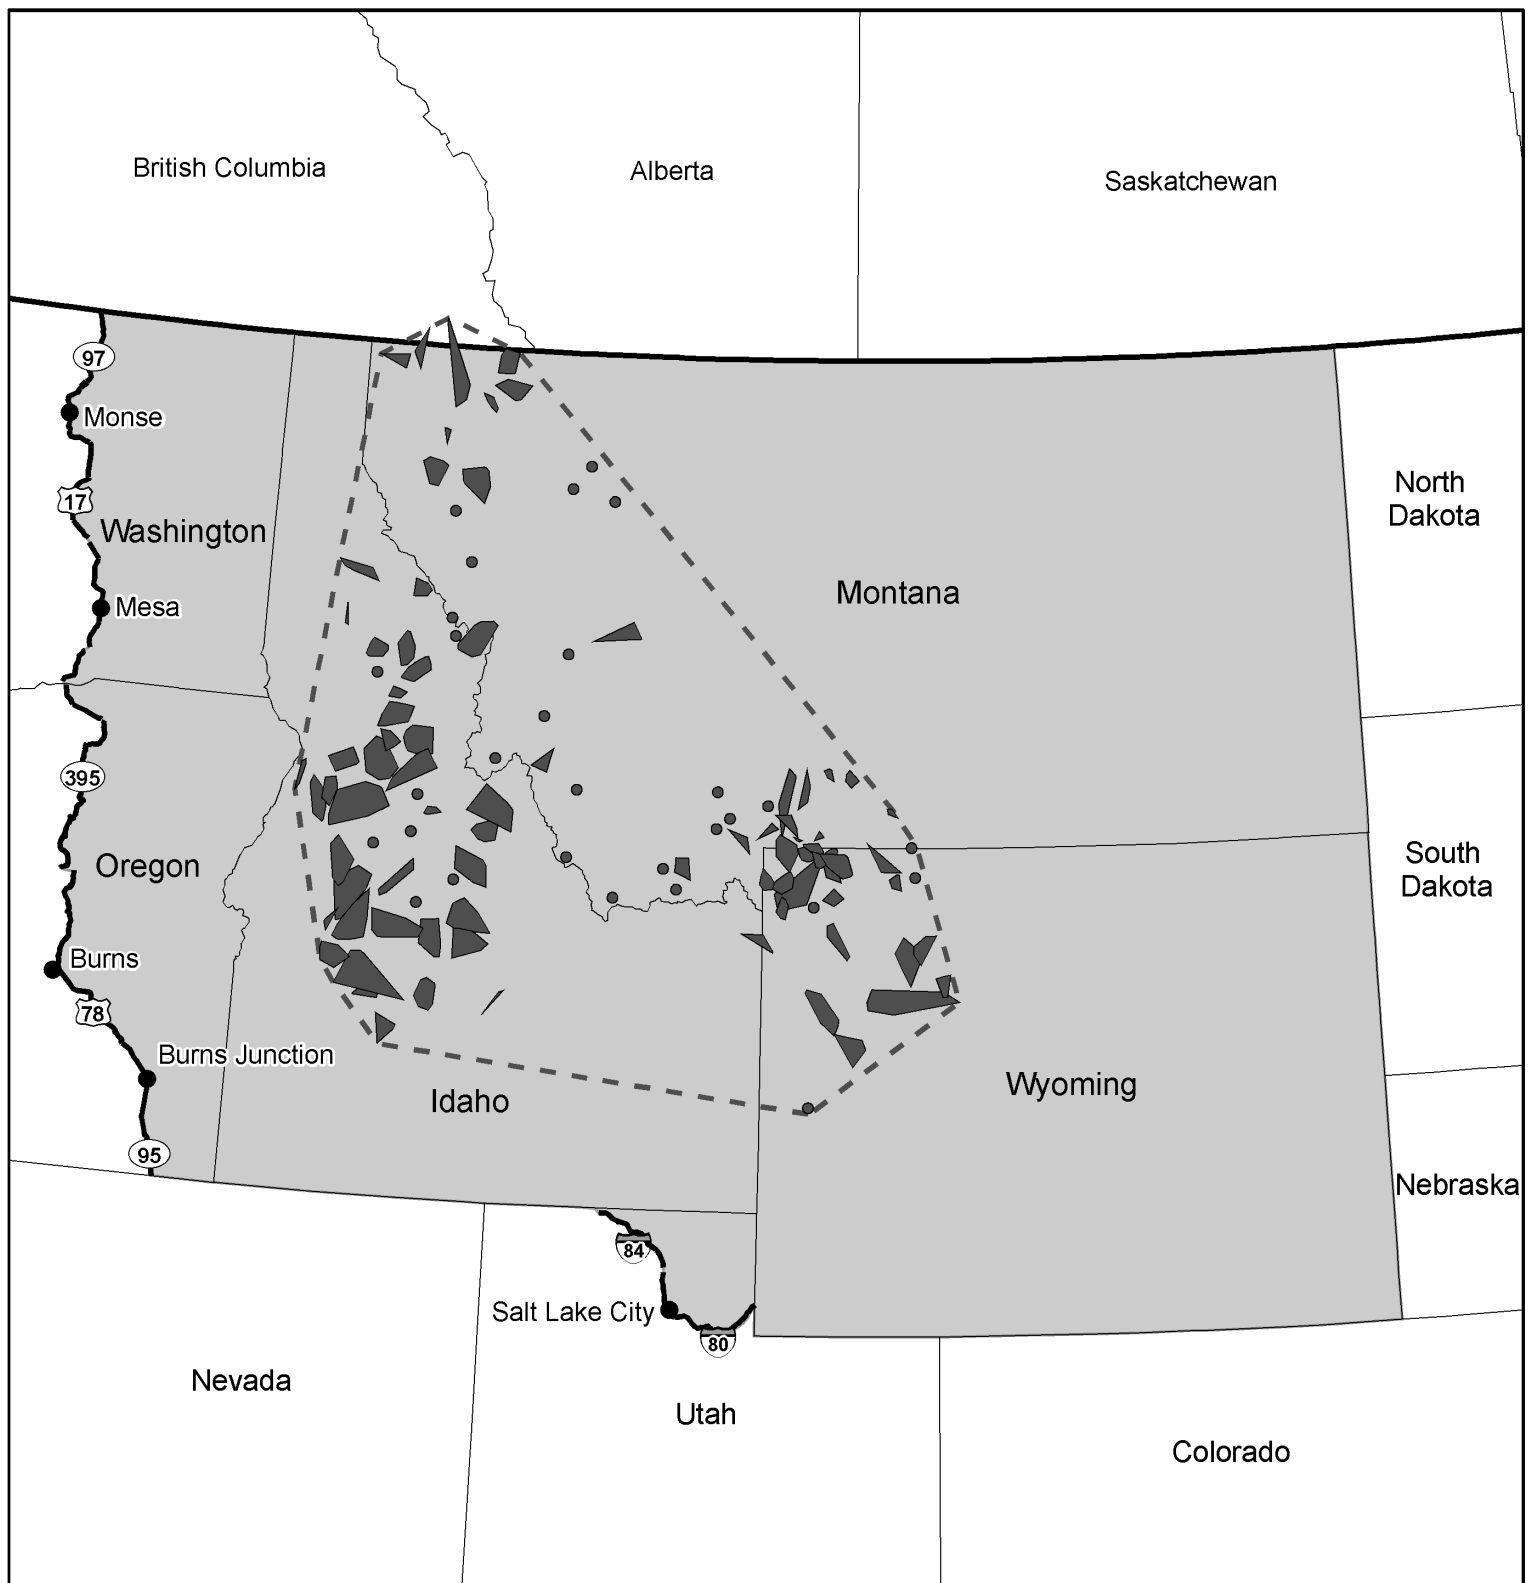 British Columbia
Alberta
Saskatchewan
97
Monse
17
Washington
North
Dakota
Montana
Mesa
395
Oregon
South
Dakota
Burns
78
Burns Junction
Idaho
Wyoming
95
Nebraska
84
Salt Lake City
80
Nevada
Utah
Colorado